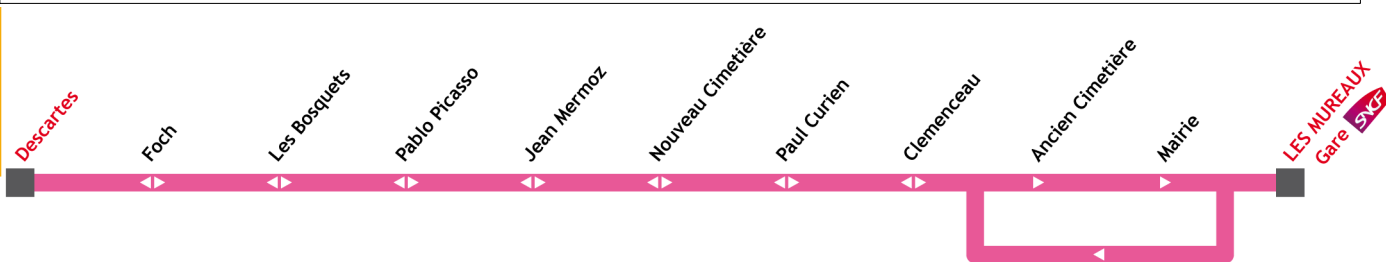 Descartes
Foch
Les Bosquets
Pablo Picasso
Jean Mermoz
Nouveau Cimetière
Paul Curien
Clemenceau
Ancien Cimetière
Mairie
LES MUREAUX
Gare SNCF